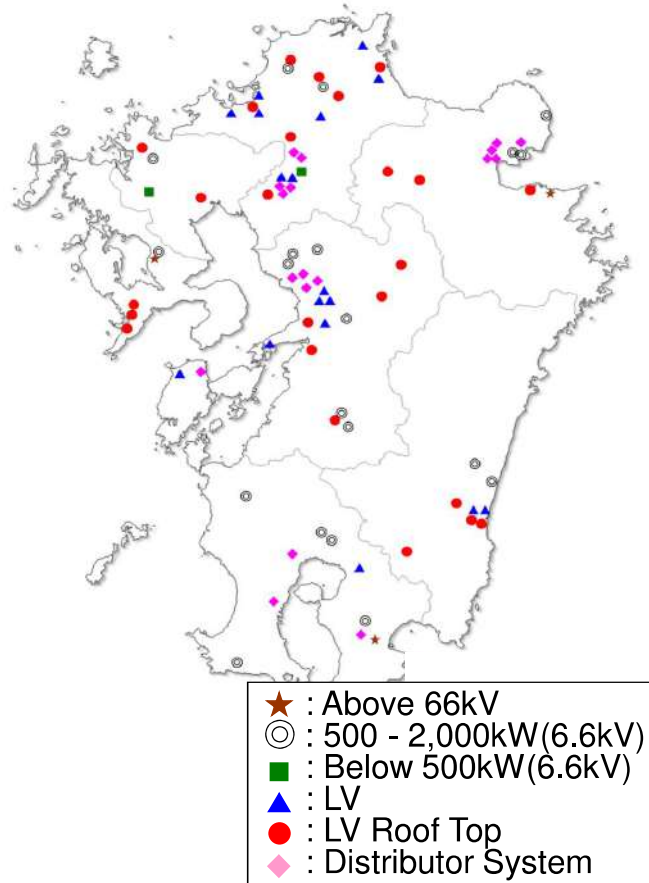 : Above 66kV
: 500 - 2,000kW(6.6kV)
: Below 500kW(6.6kV)
: LV
: LV Roof Top
: Distributor System